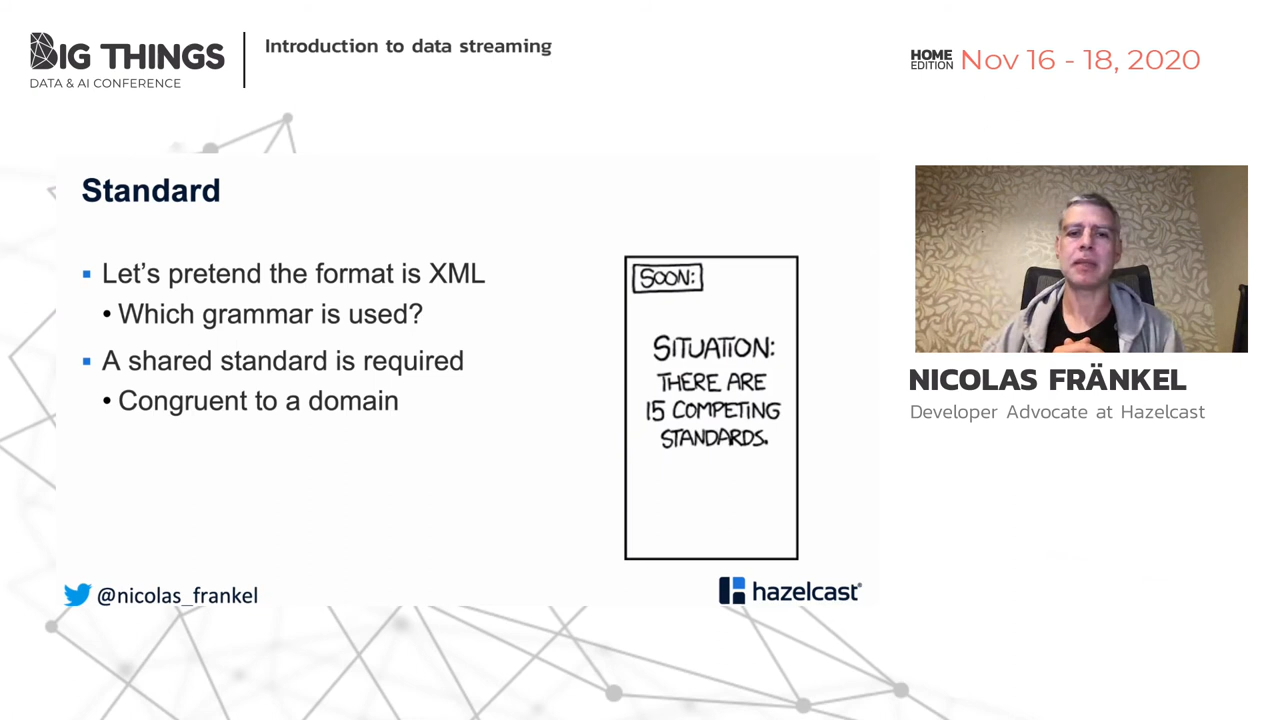 BIG THINGS
DATA & AI CONFERENCE
Introduction to data streaming
HOME
EDITION
Nov 16 - 18, 2020
Standard
Let's pretend the format is XML
Which grammar is used?
A shared standard is required
Congruent to a domain
SOON:
SITUATION:
THERE ARE
15 COMPETING
STANDARDS.
@nicolas_frankel
hazelcast
NICOLAS FRÄNKEL
Developer Advocate at Hazelcast